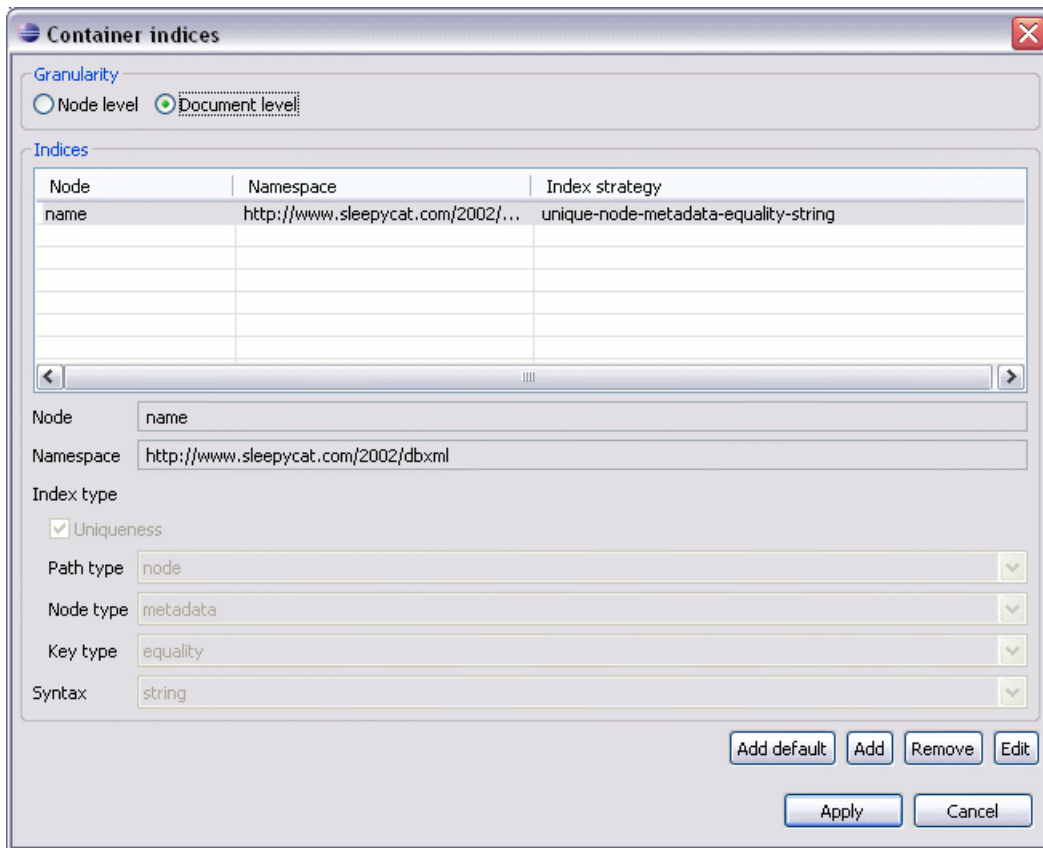 Container indices
Granularity
Node level Document level
Indices
Node Namespace Index strategy
name http://www.sleepycat.com/2002/... unique-node-metadata-equality-string
Node name
Namespace http://www.sleepycat.com/2002/dbxml
Index type
Uniqueness
Path type node
Node type metadata
Key type equality
Syntax string
Add default Add Remove Edit
Apply Cancel